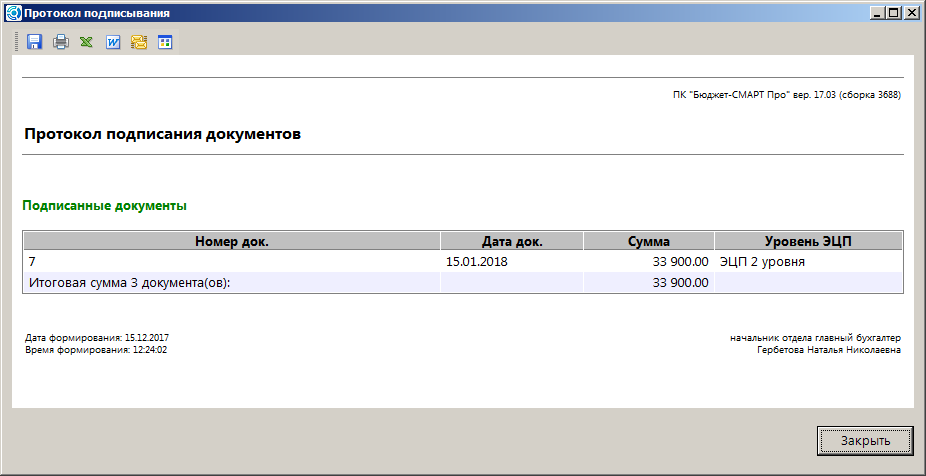 Протокол подписывания
ПК "Бюджет-СМАРТ Про" вер. 17.03 (сборка 3688)
Протокол подписания документов
Подписанные документы
Номер док. Дата док. Сумма Уровень ЭЦП
7 15.01.2018 33 900.00 ЭЦП 2 уровня
Итоговая сумма 3 документа(ов): 33 900.00
Дата формирования: 15.12.2017 начальник отдела главный бухгалтер
Время формирования: 12:24:02 Гербетова Наталья Николаевна
Закрыть